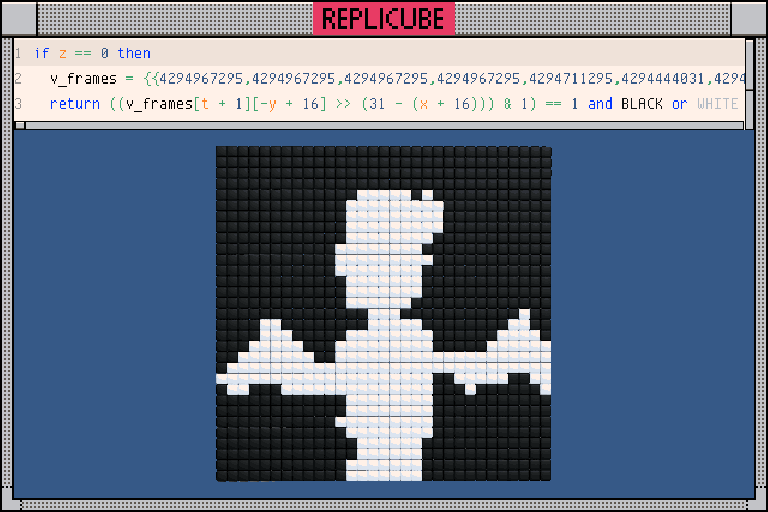 REPLICUBE
1 if z == 0 then
2 v_frames = {{4294967295,4294967295,4294967295,4294967295,4294711295,4294444031,4294
3 return ((v_frames[t + 1][-y + 16] >> (31 - (x + 16))) & 1) == 1 and BLACK or WHITE